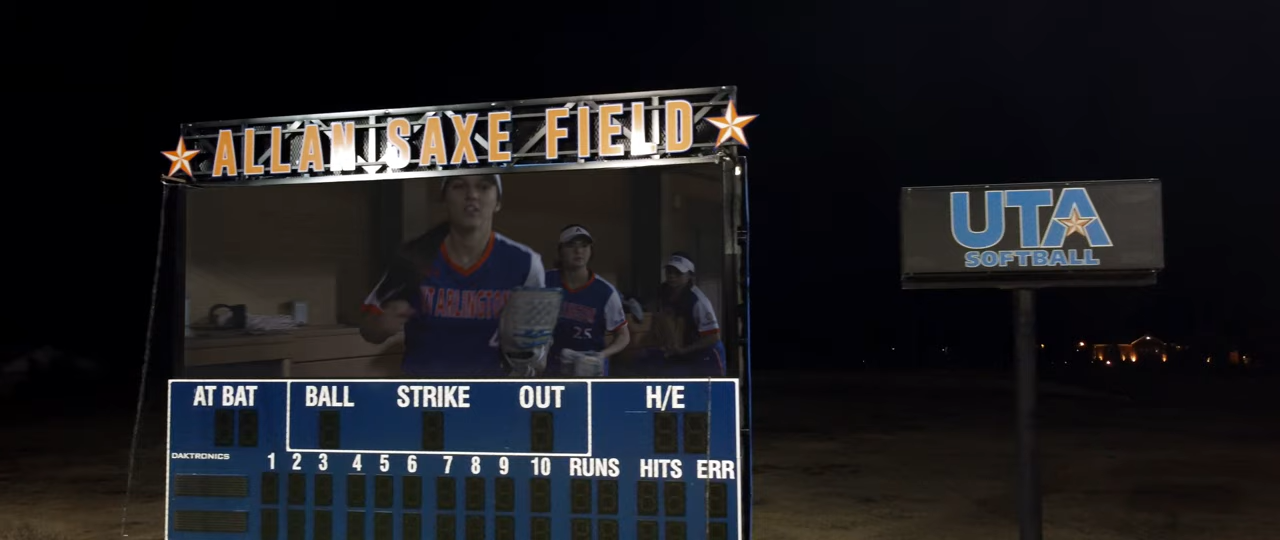 ALLAN SAXE FIELD
UTA
SOFTBALL
ARLINGTON
25
AT BAT BALL STRIKE OUT H/E
DAKTRONICS
1 2 3 4 5 6 7 8 9 10 RUNS HITS ERR